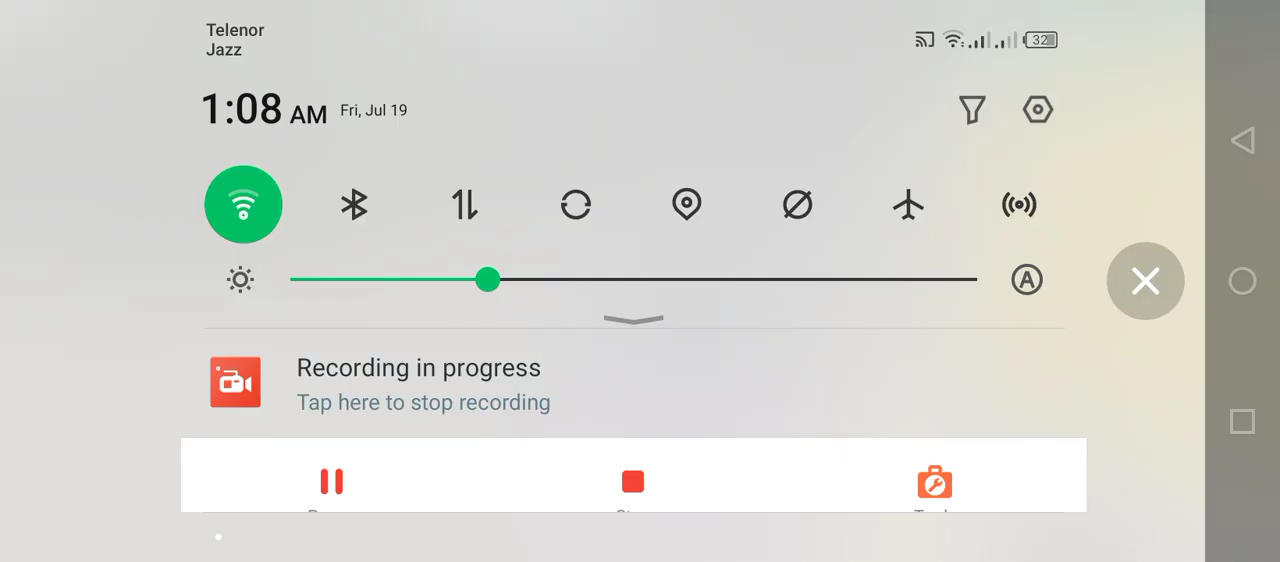 Telenor
Jazz
32
1:08 AM Fri, Jul 19
A
Recording in progress
Tap here to stop recording